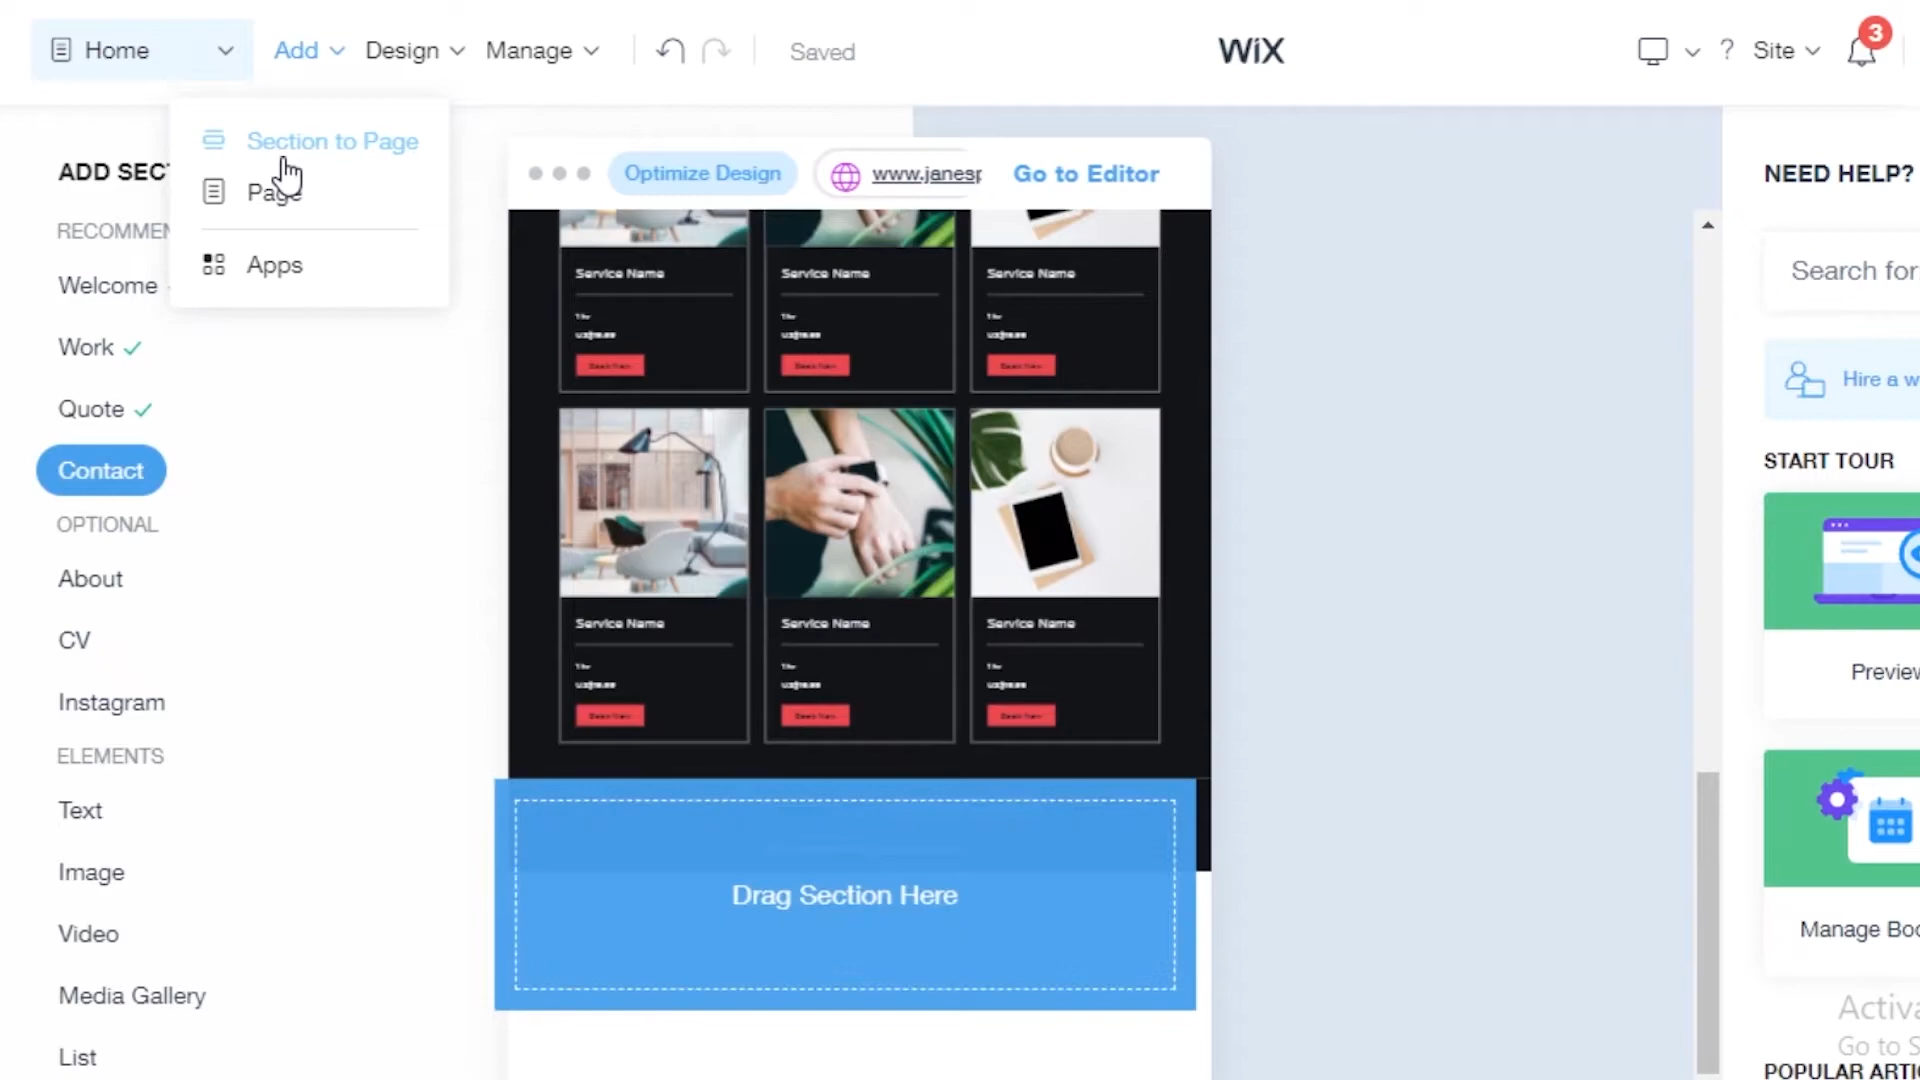 Home
Add
Design
Manage
Saved
WiX
?
Site
3
Section to Page
Page
Apps
ADD SEC
RECOMMEN
Welcome
Work
Quote
Contact
OPTIONAL
About
CV
Instagram
ELEMENTS
Text
Image
Video
Media Gallery
List
Optimize Design
www.janesp
Go to Editor
Service Name
Service Name
Service Name
Service Name
Service Name
Service Name
Drag Section Here
NEED HELP?
Search for
Hire a w
START TOUR
Preview
Manage Boo
Activa
Go to S
POPULAR ARTI